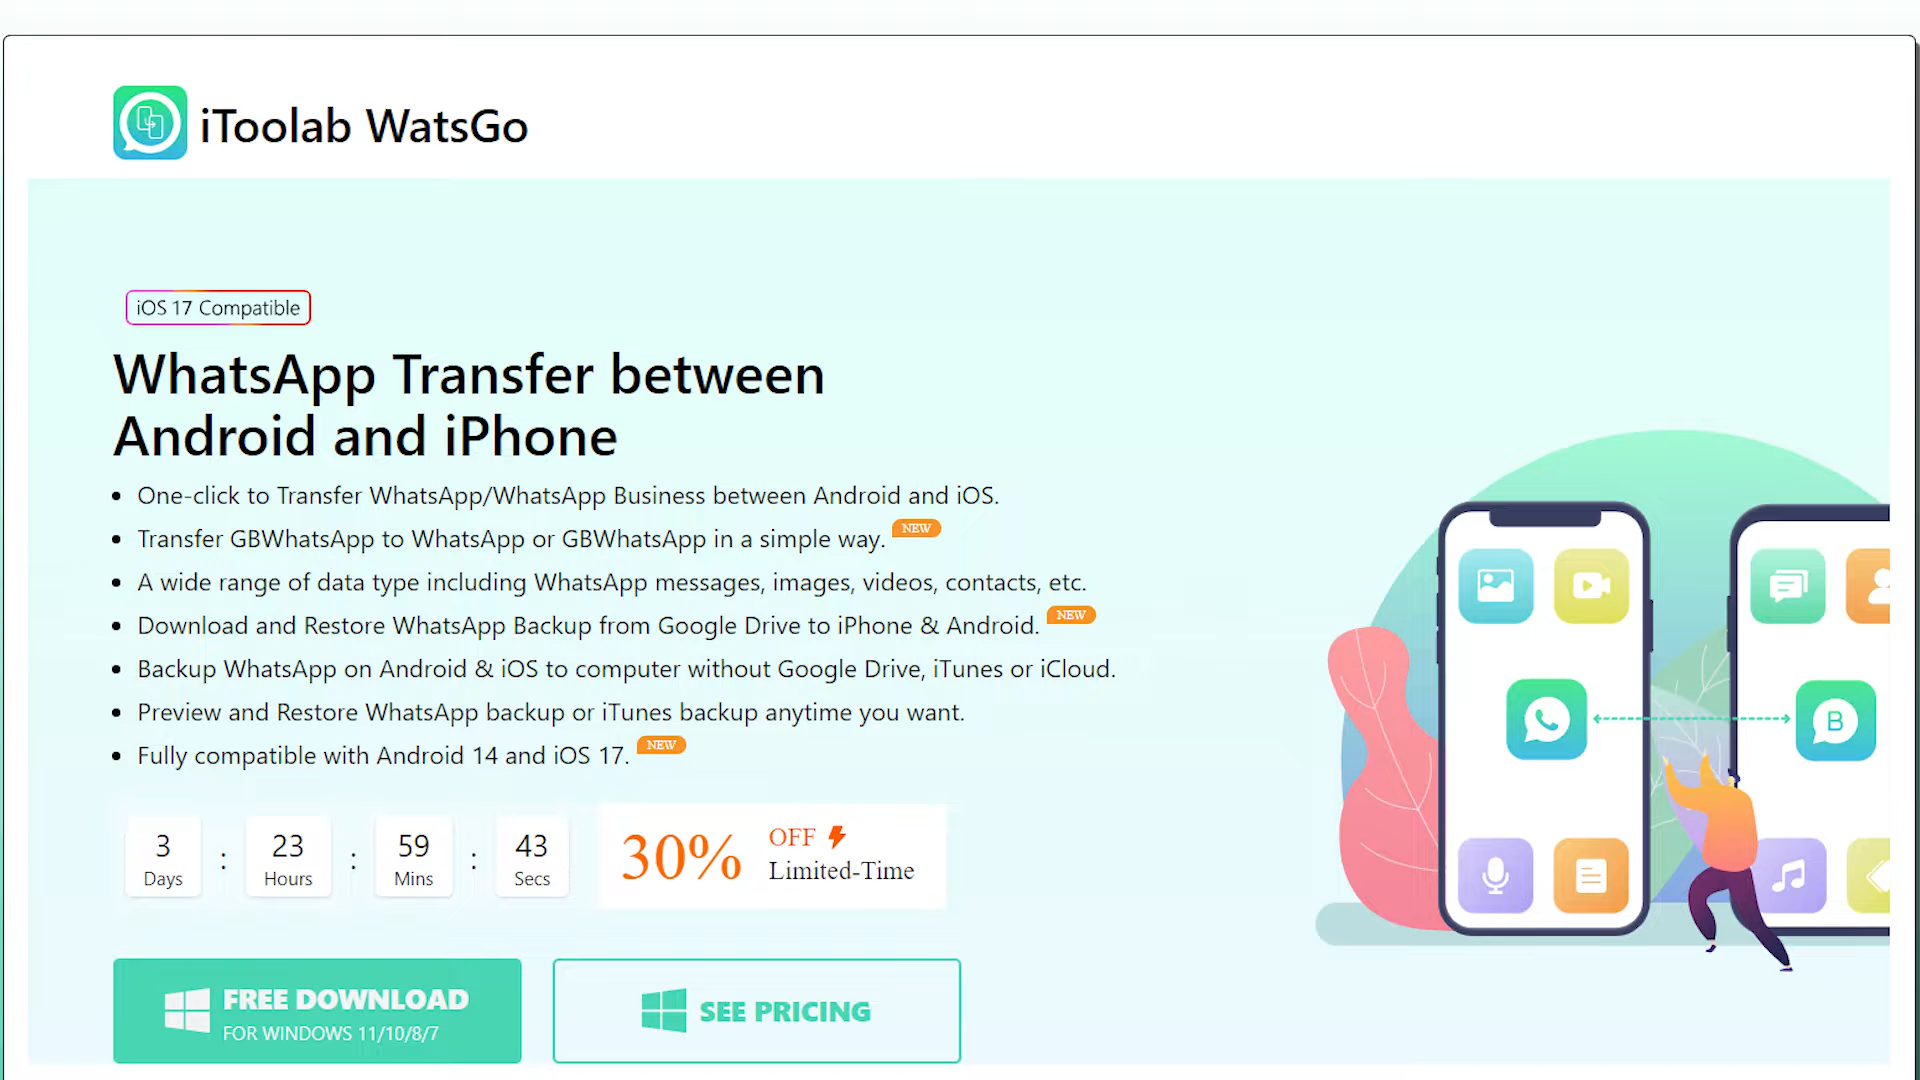 iToolab WatsGo
iOS 17 Compatible
WhatsApp Transfer between
Android and iPhone
One-click to Transfer WhatsApp/WhatsApp Business between Android and iOS.
Transfer GBWhatsApp to WhatsApp or GBWhatsApp in a simple way. NEW
A wide range of data type including WhatsApp messages, images, videos, contacts, etc.
Download and Restore WhatsApp Backup from Google Drive to iPhone & Android. NEW
Backup WhatsApp on Android & iOS to computer without Google Drive, iTunes or iCloud.
Preview and Restore WhatsApp backup or iTunes backup anytime you want.
Fully compatible with Android 14 and iOS 17. NEW
3 : 23 : 59 : 43
Days Hours Mins Secs
30% OFF
Limited-Time
FREE DOWNLOAD
FOR WINDOWS 11/10/8/7
SEE PRICING
B